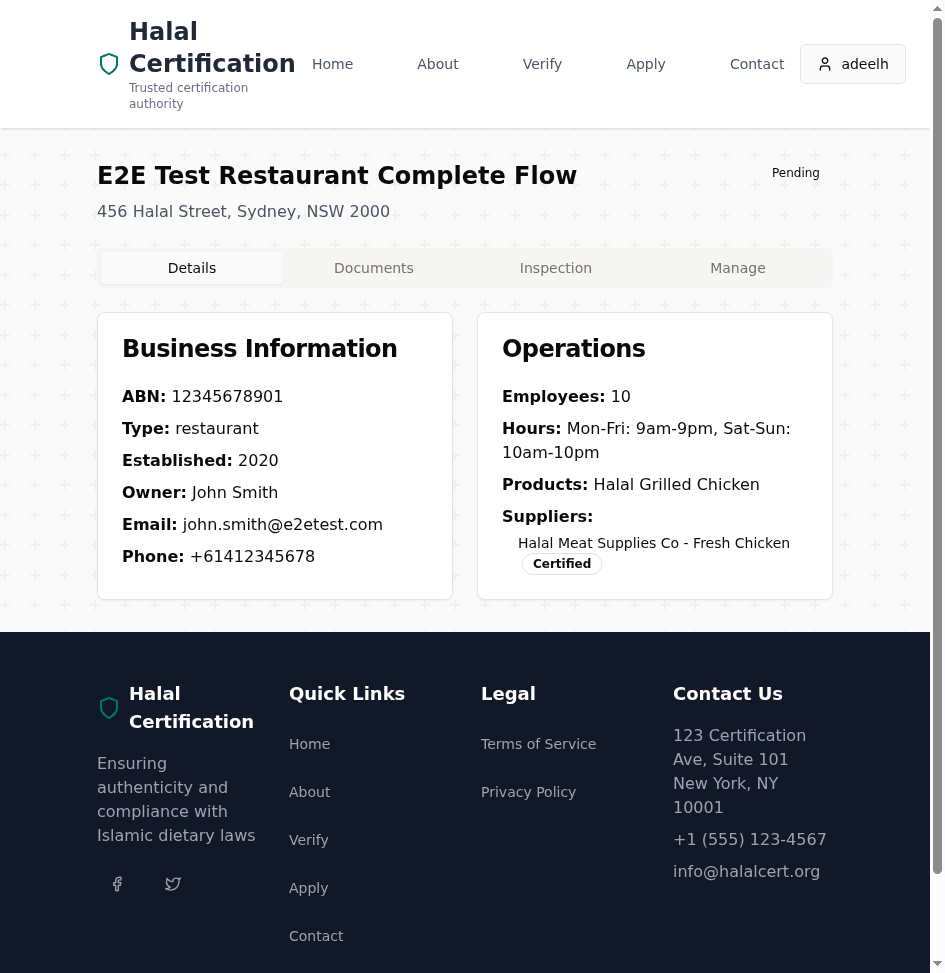 Halal
Certification
Trusted certification
authority
Home
About
Verify
Apply
Contact
adeelh
E2E Test Restaurant Complete Flow
Pending
456 Halal Street, Sydney, NSW 2000
Details
Documents
Inspection
Manage
Business Information
ABN: 12345678901
Type: restaurant
Established: 2020
Owner: John Smith
Email: john.smith@e2etest.com
Phone: +61412345678
Operations
Employees: 10
Hours: Mon-Fri: 9am-9pm, Sat-Sun:
10am-10pm
Products: Halal Grilled Chicken
Suppliers:
Halal Meat Supplies Co - Fresh Chicken
Certified
Halal
Certification
Ensuring
authenticity and
compliance with
Islamic dietary laws
Quick Links
Home
About
Verify
Apply
Contact
Legal
Terms of Service
Privacy Policy
Contact Us
123 Certification
Ave, Suite 101
New York, NY
10001
+1 (555) 123-4567
info@halalcert.org